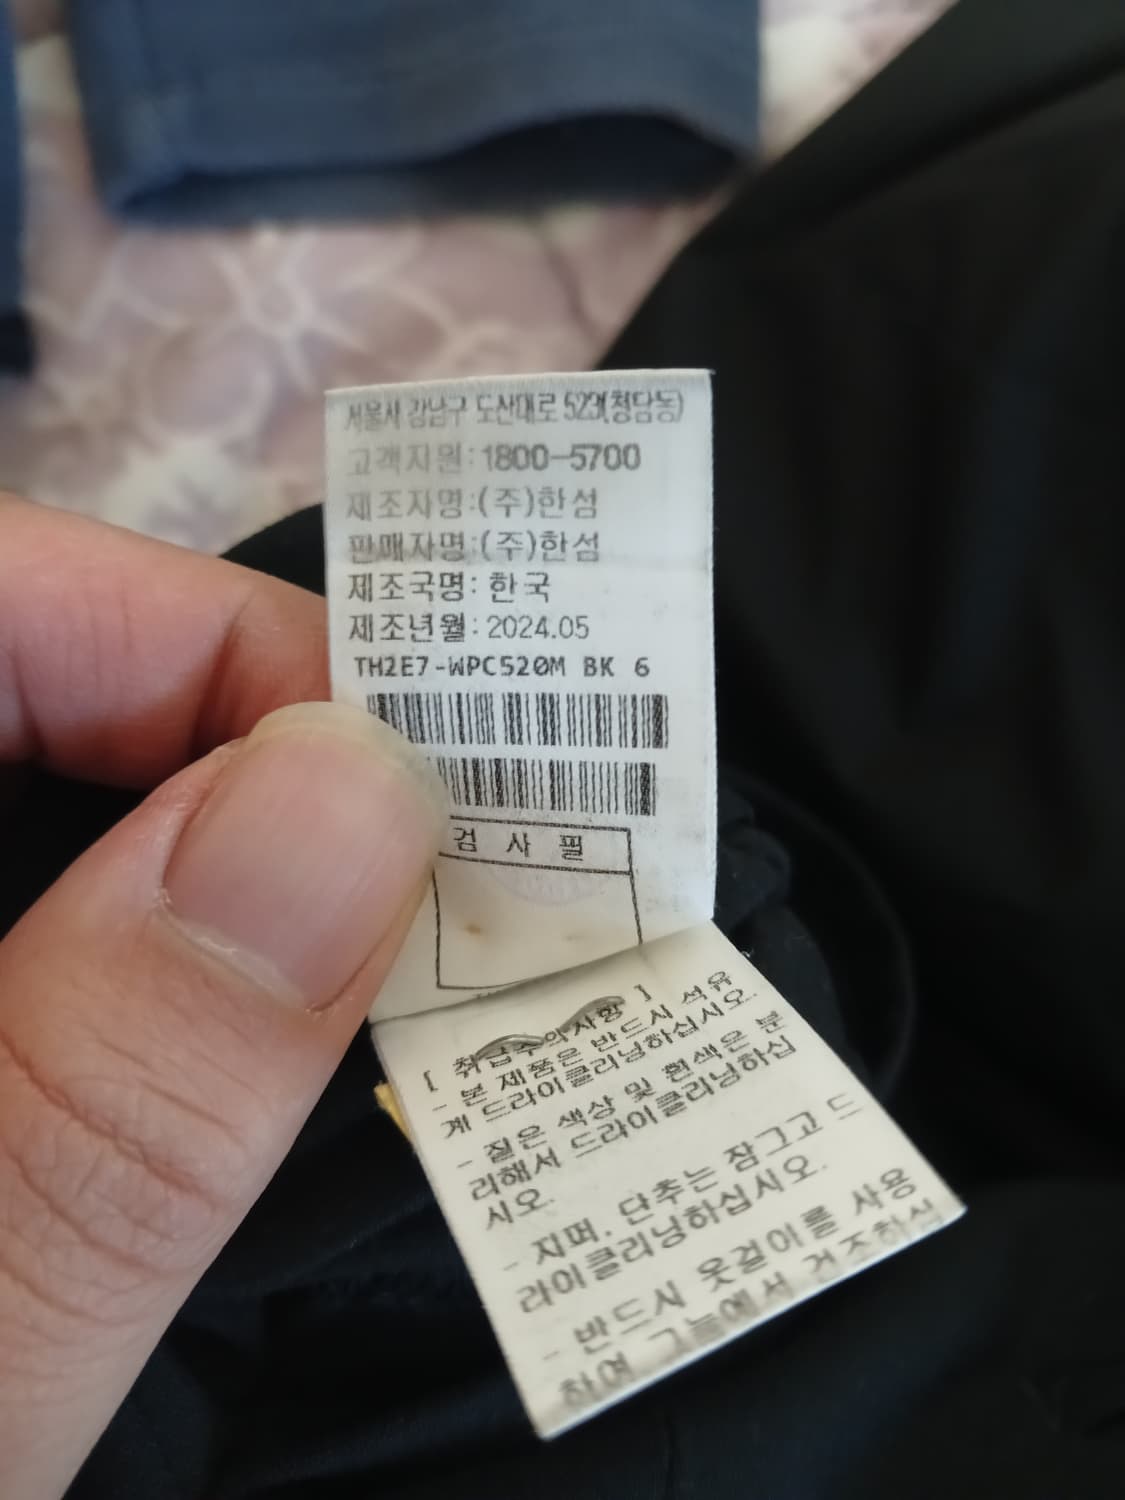 서울시 강남구 도산대로 523(청담동)
고객지원:1800-5700
제조자명:(주)한섬
판매자명:(주)한섬
제조국명: 한국
제조년월: 2024.05
TH2E7-WPC520M BK 6
검 사 필
[ 취급주의사항 ]
- 본 제품은 반드시 석유
계 드라이클리닝하십시오.
- 짙은 색상 및 흰색은 분
리해서 드라이클리닝하십
시오.
- 지퍼. 단추는 잠그고 드
라이클리닝하십시오.
- 반드시 옷걸이를 사용
하여 그늘에서 건조하십